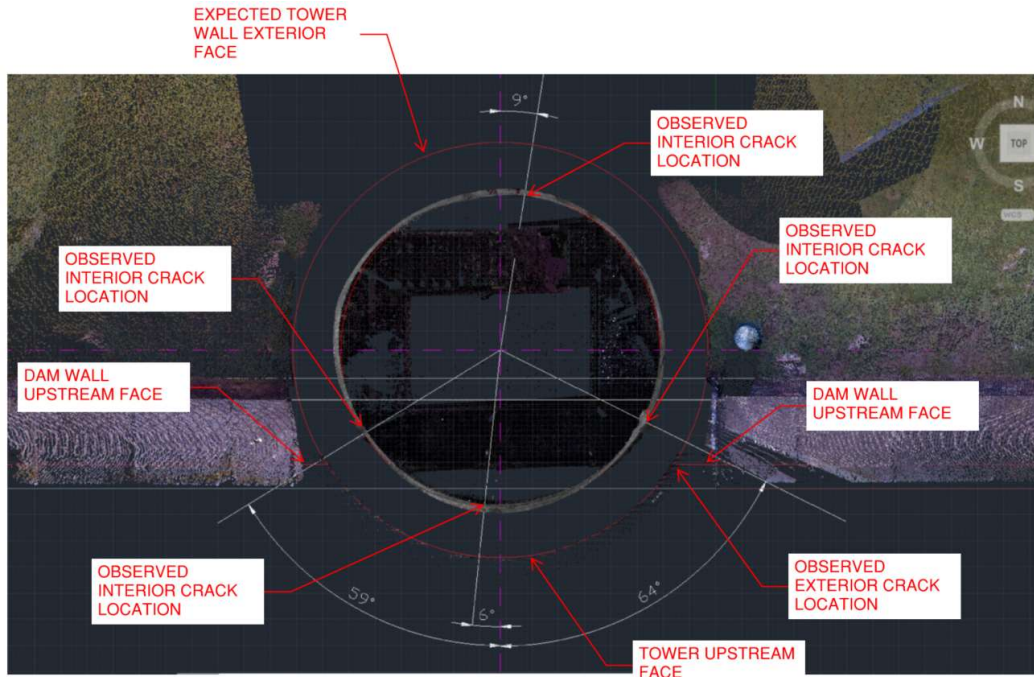 EXPECTED TOWER
WALL EXTERIOR
FACE
9°
OBSERVED
INTERIOR CRACK
LOCATION
N
W
TOP
S
WCS
OBSERVED
INTERIOR CRACK
LOCATION
OBSERVED
INTERIOR CRACK
LOCATION
DAM WALL
UPSTREAM FACE
DAM WALL
UPSTREAM FACE
OBSERVED
INTERIOR CRACK
LOCATION
59°
6°
64°
OBSERVED
EXTERIOR CRACK
LOCATION
TOWER UPSTREAM
FACE